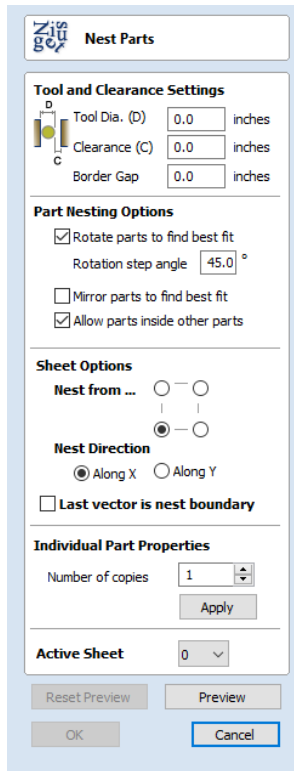 Nest Parts
Tool and Clearance Settings
D
Tool Dia. (D) 0.0 inches
Clearance (C) 0.0 inches
C
Border Gap 0.0 inches
Part Nesting Options
Rotate parts to find best fit
Rotation step angle 45.0 °
Mirror parts to find best fit
Allow parts inside other parts
Sheet Options
Nest from ...
Nest Direction
Along X Along Y
Last vector is nest boundary
Individual Part Properties
Number of copies 1
Apply
Active Sheet 0
Reset Preview Preview
OK Cancel